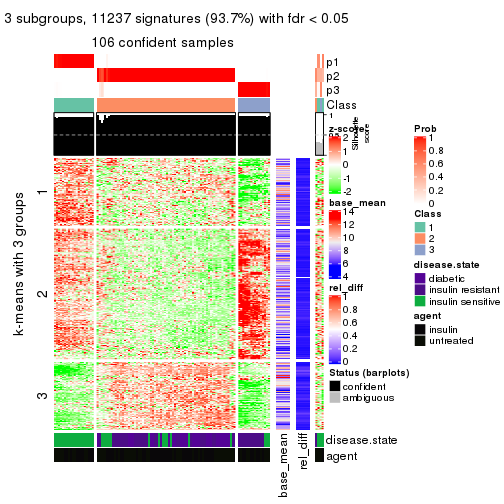 3 subgroups, 11237 signatures (93.7%) with fdr < 0.05
106 confident samples
p1
p2
p3
Class
1
Silhouette
score
k-means with 3 groups
1
2
3
disease.state
agent
base_mean
rel_diff
z-score
2
1
0
-1
-2
base_mean
14
12
10
8
6
4
rel_diff
1
0.8
0.6
0.4
0.2
0
Status (barplots)
confident
ambiguous
Prob
1
0.8
0.6
0.4
0.2
0
Class
1
2
3
disease.state
diabetic
insulin resistant
insulin sensitive
agent
insulin
untreated